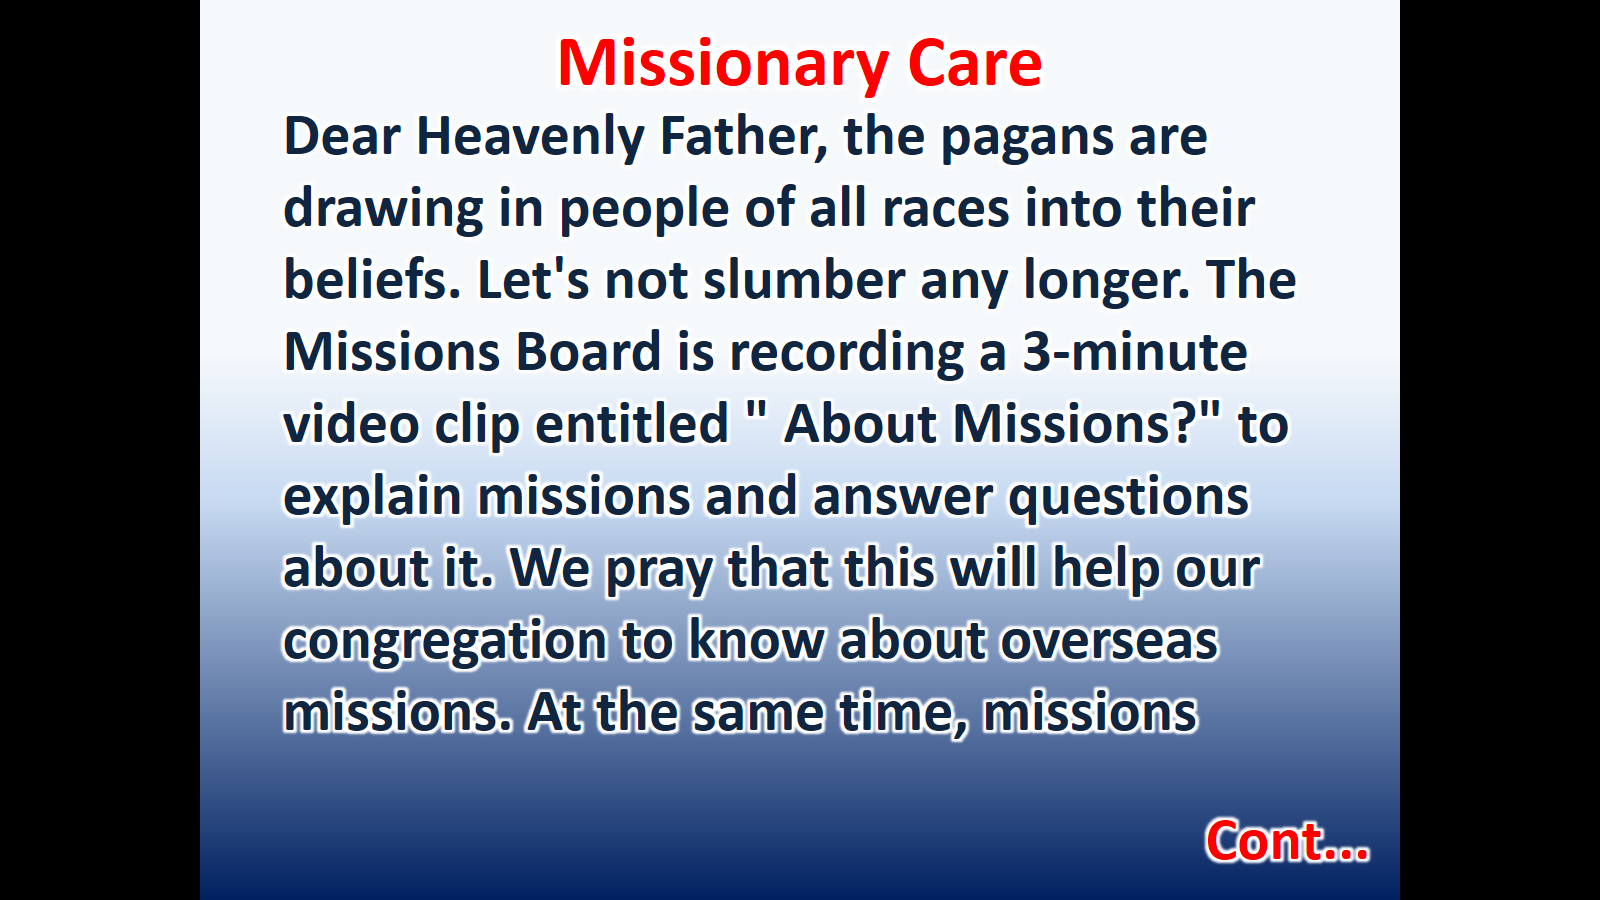 Missionary Care
Dear Heavenly Father, the pagans are
drawing in people of all races into their
beliefs. Let's not slumber any longer. The
Missions Board is recording a 3-minute
video clip entitled " About Missions?" to
explain missions and answer questions
about it. We pray that this will help our
congregation to know about overseas
missions. At the same time, missions
Cont...